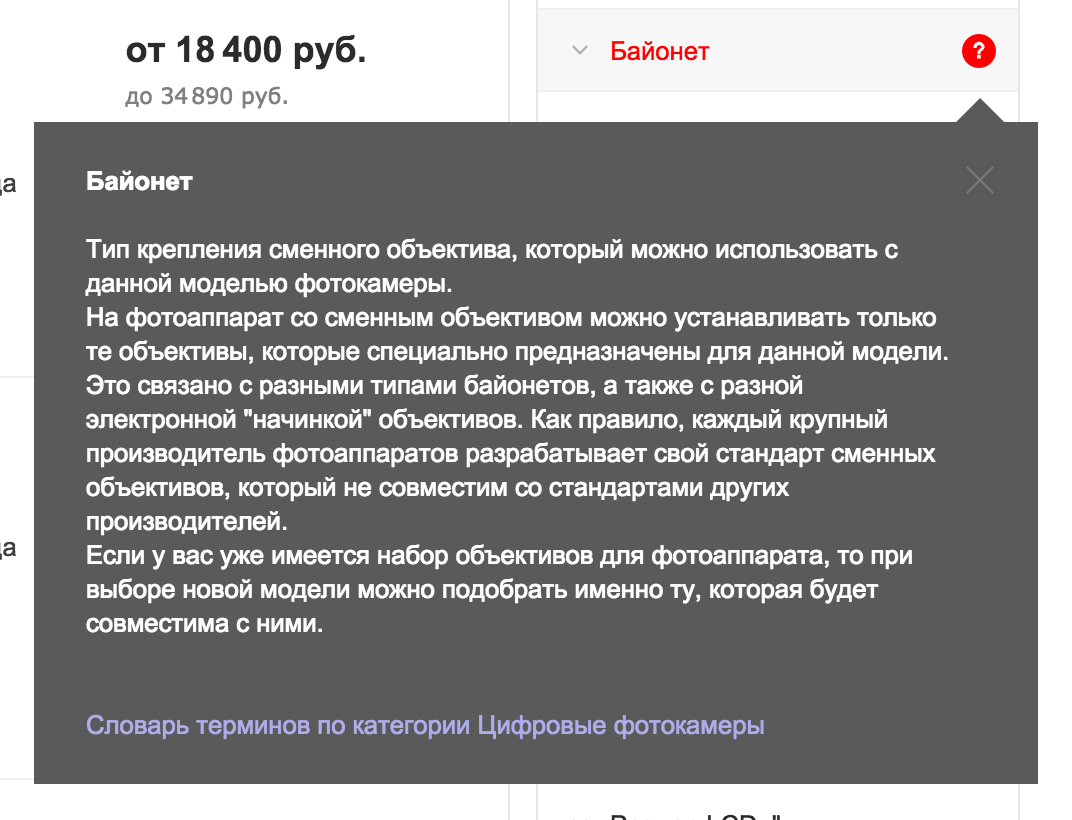 от 18 400 руб.
до 34 890 руб.
Байонет
?
Байонет
Тип крепления сменного объектива, который можно использовать с
данной моделью фотокамеры.
На фотоаппарат со сменным объективом можно устанавливать только
те объективы, которые специально предназначены для данной модели.
Это связано с разными типами байонетов, а также с разной
электронной "начинкой" объективов. Как правило, каждый крупный
производитель фотоаппаратов разрабатывает свой стандарт сменных
объективов, который не совместим со стандартами других
производителей.
Если у вас уже имеется набор объективов для фотоаппарата, то при
выборе новой модели можно подобрать именно ту, которая будет
совместима с ними.
Словарь терминов по категории Цифровые фотокамеры